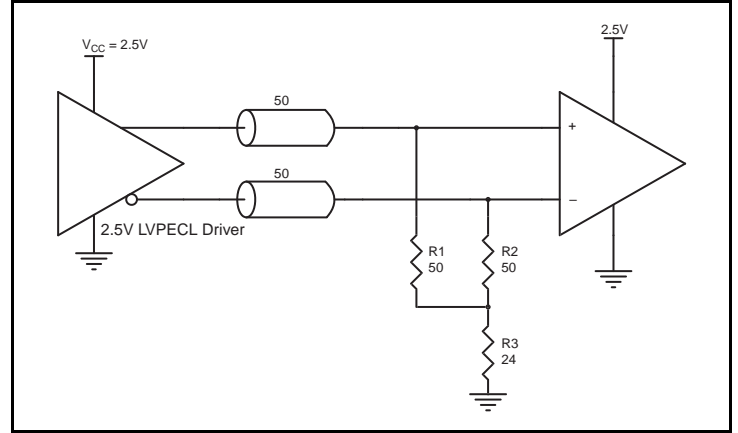 V_CC = 2.5V
2.5V
50
+
50
−
2.5V LVPECL Driver
R1
50
R2
50
R3
24